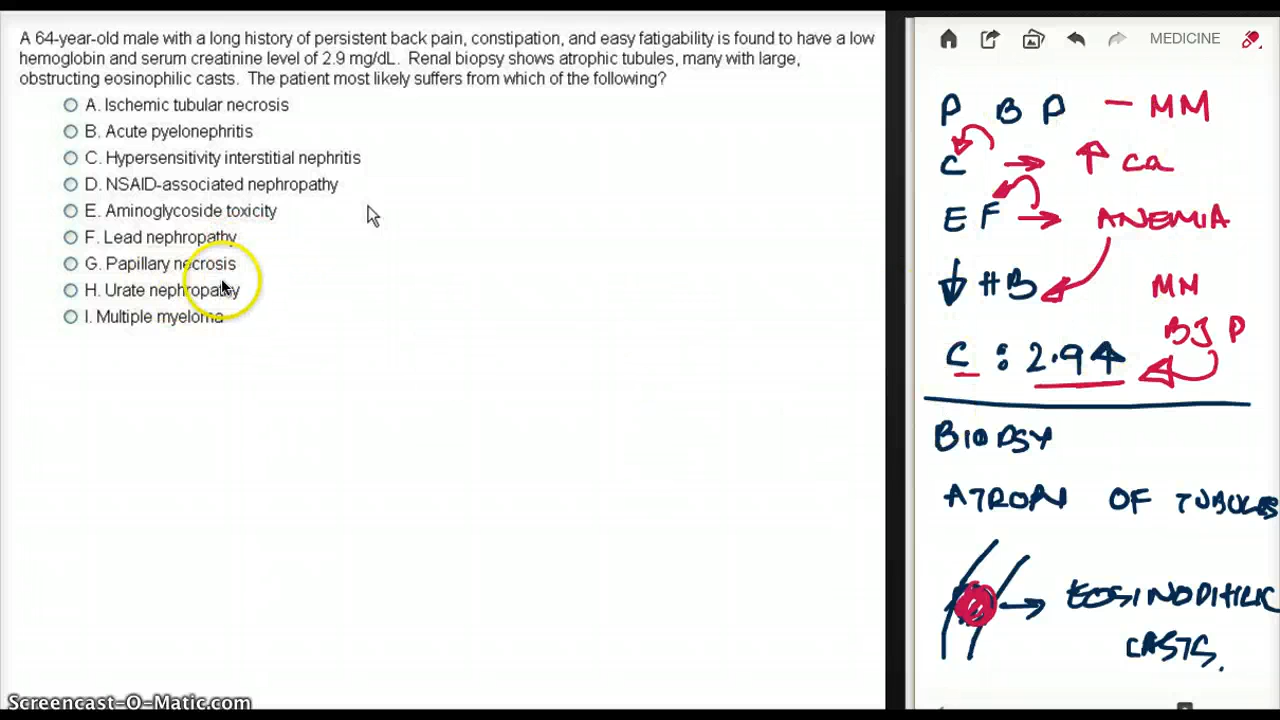 A 64-year-old male with a long history of persistent back pain, constipation, and easy fatigability is found to have a low
hemoglobin and serum creatinine level of 2.9 mg/dL. Renal biopsy shows atrophic tubules, many with large,
obstructing eosinophilic casts. The patient most likely suffers from which of the following?
A. Ischemic tubular necrosis
B. Acute pyelonephritis
C. Hypersensitivity interstitial nephritis
D. NSAID-associated nephropathy
E. Aminoglycoside toxicity
F. Lead nephropathy
G. Papillary necrosis
H. Urate nephropathy
I. Multiple myeloma
MEDICINE
P B P - MM
C → ↑ Ca
E F → ANEMIA
↓ HB
MM
BJ P
C : 2.9↑
BIOPSY
ATROPI OF TUBULES
→ EOSINOPHILIC
CASTS.
Screencast-O-Matic.com